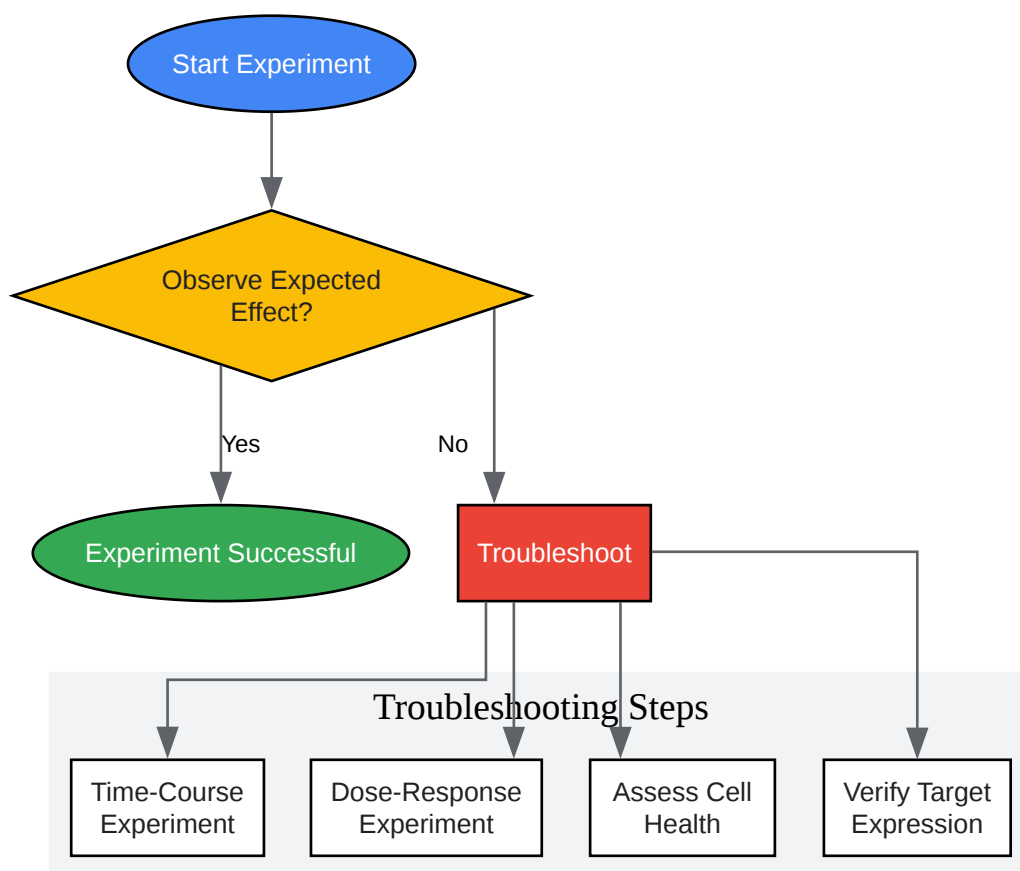 Start Experiment
Observe Expected
Effect?
Yes
No
Experiment Successful
Troubleshoot
Troubleshooting Steps
Time-Course
Experiment
Dose-Response
Experiment
Assess Cell
Health
Verify Target
Expression